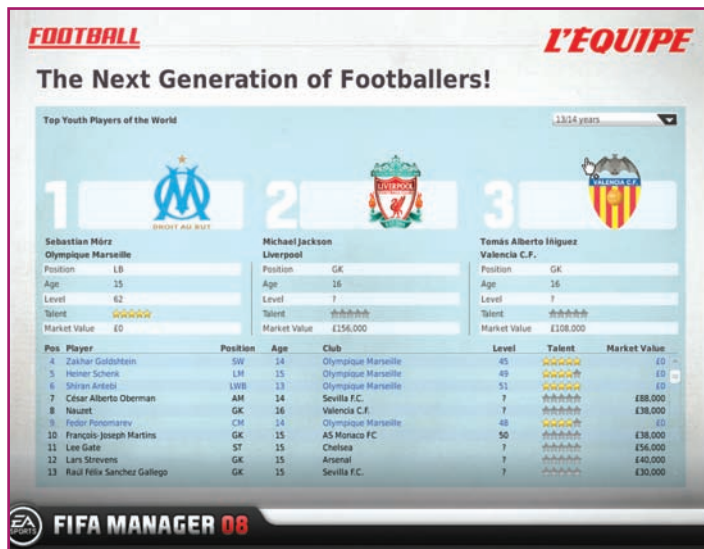 FOOTBALL
L'ÉQUIPE
The Next Generation of Footballers!
Top Youth Players of the World
13/14 years
1
DROIT AU BUT
2
LIVERPOOL
3
VALENCIA C.F.
Sebastian Mórz
Olympique Marseille
Position LB
Age 15
Level 62
Talent
Market Value £0
Michael Jackson
Liverpool
Position GK
Age 16
Level ?
Talent
Market Value £156,000
Tomás Alberto Iñiguez
Valencia C.F.
Position GK
Age 16
Level ?
Talent
Market Value £108,000
Pos Player Position Age Club Level Talent Market Value
4 Zakhar Goldshtein SW 14 Olympique Marseille 45 £0
5 Heiner Schenk LM 15 Olympique Marseille 49 £0
6 Shiran Antebi LWB 13 Olympique Marseille 51 £0
7 César Alberto Oberman AM 14 Sevilla F.C. ? £88,000
8 Nauzet GK 16 Valencia C.F. ? £38,000
9 Fedor Ponomarev CM 14 Olympique Marseille 48 £0
10 François-Joseph Martins GK 15 AS Monaco FC 50 £38,000
11 Lee Gate ST 15 Chelsea ? £56,000
12 Lars Strevens GK 15 Arsenal ? £40,000
13 Raúl Félix Sanchez Gallego GK 15 Sevilla F.C. ? £30,000
EA SPORTS
FIFA MANAGER 08